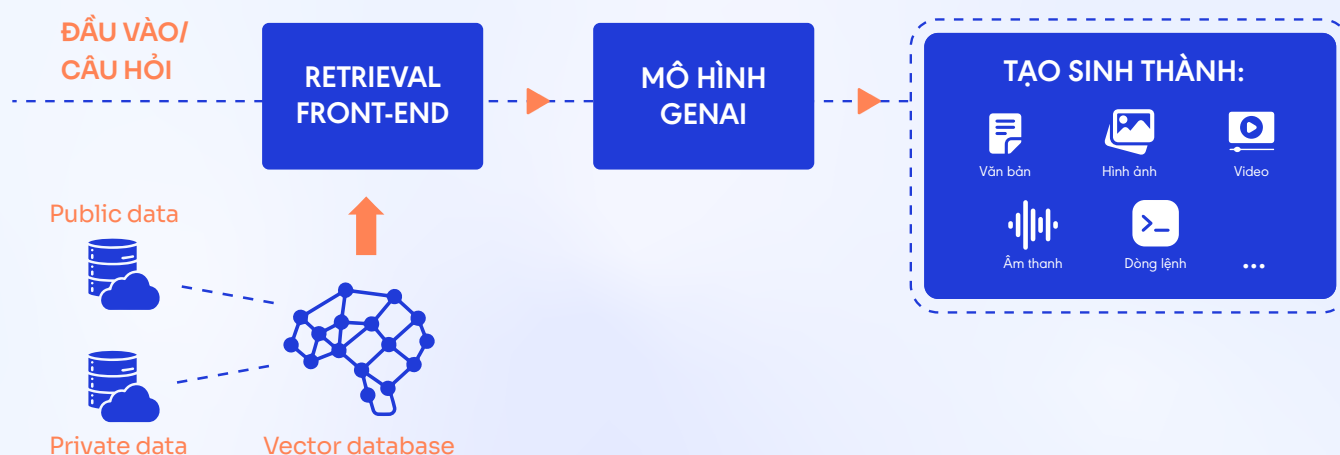 ĐẦU VÀO/
CÂU HỎI
RETRIEVAL
FRONT-END
MÔ HÌNH
GENAI
TẠO SINH THÀNH:
Văn bản
Hình ảnh
Video
Âm thanh
Dòng lệnh
...
Public data
Private data
Vector database